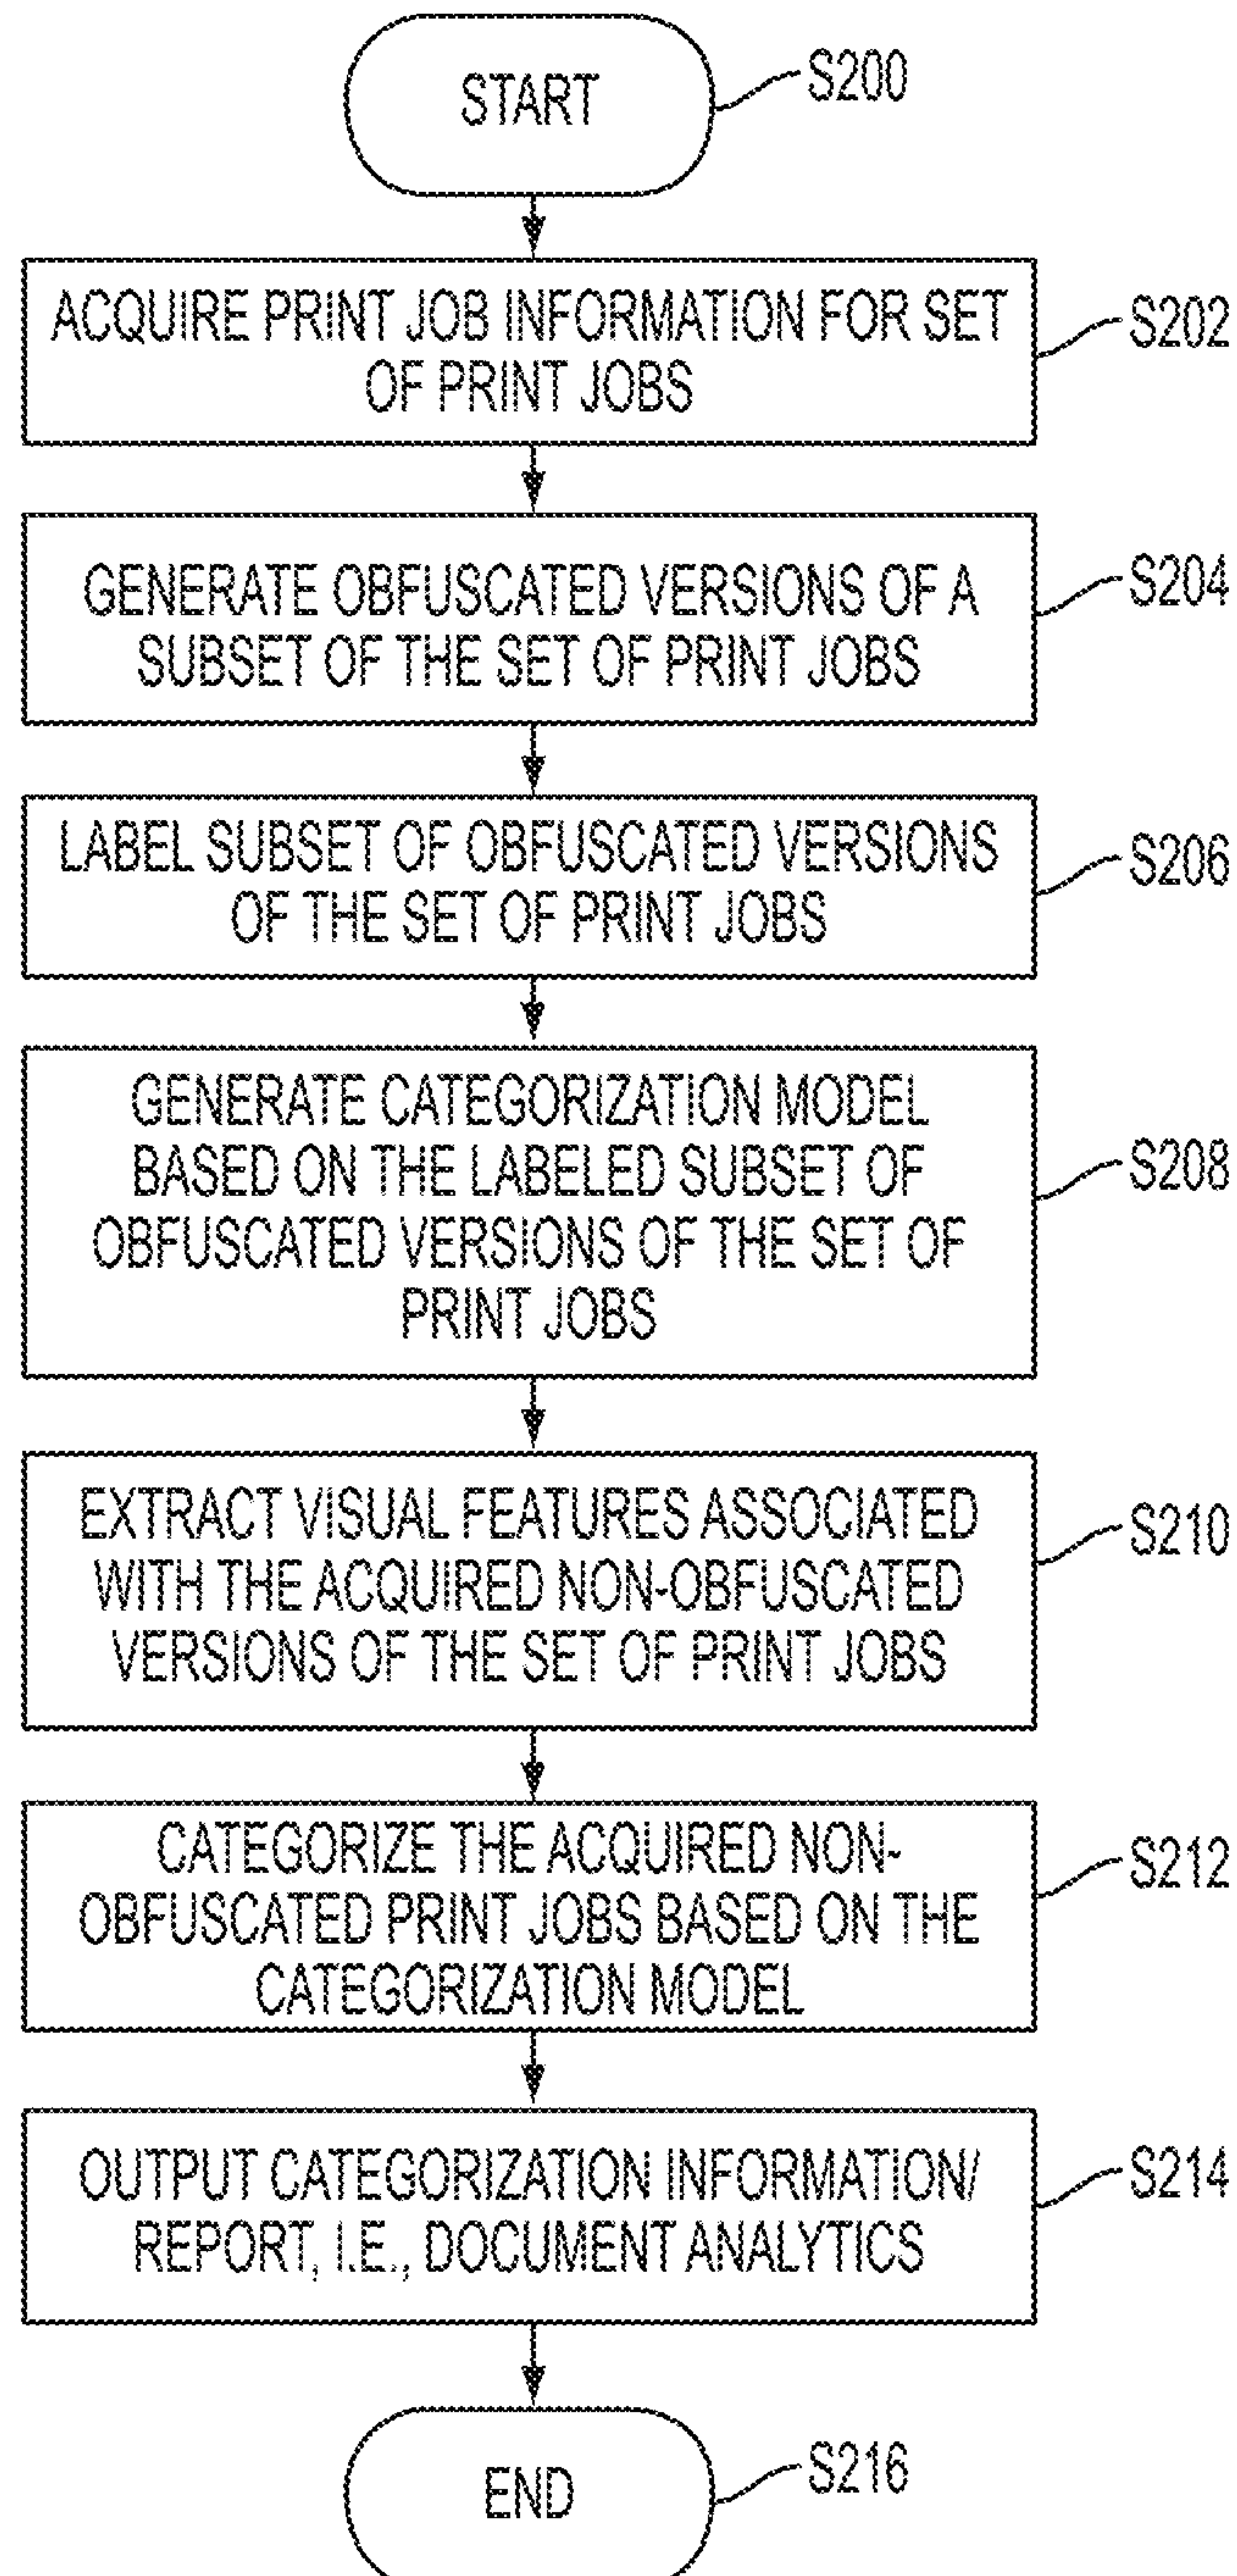 START
S200
ACQUIRE PRINT JOB INFORMATION FOR SET
OF PRINT JOBS
S202
GENERATE OBFUSCATED VERSIONS OF A
SUBSET OF THE SET OF PRINT JOBS
S204
LABEL SUBSET OF OBFUSCATED VERSIONS
OF THE SET OF PRINT JOBS
S206
GENERATE CATEGORIZATION MODEL
BASED ON THE LABELED SUBSET OF
OBFUSCATED VERSIONS OF THE SET OF
PRINT JOBS
S208
EXTRACT VISUAL FEATURES ASSOCIATED
WITH THE ACQUIRED NON-OBFUSCATED
VERSIONS OF THE SET OF PRINT JOBS
S210
CATEGORIZE THE ACQUIRED NON-
OBFUSCATED PRINT JOBS BASED ON THE
CATEGORIZATION MODEL
S212
OUTPUT CATEGORIZATION INFORMATION/
REPORT, I.E., DOCUMENT ANALYTICS
S214
END
S216